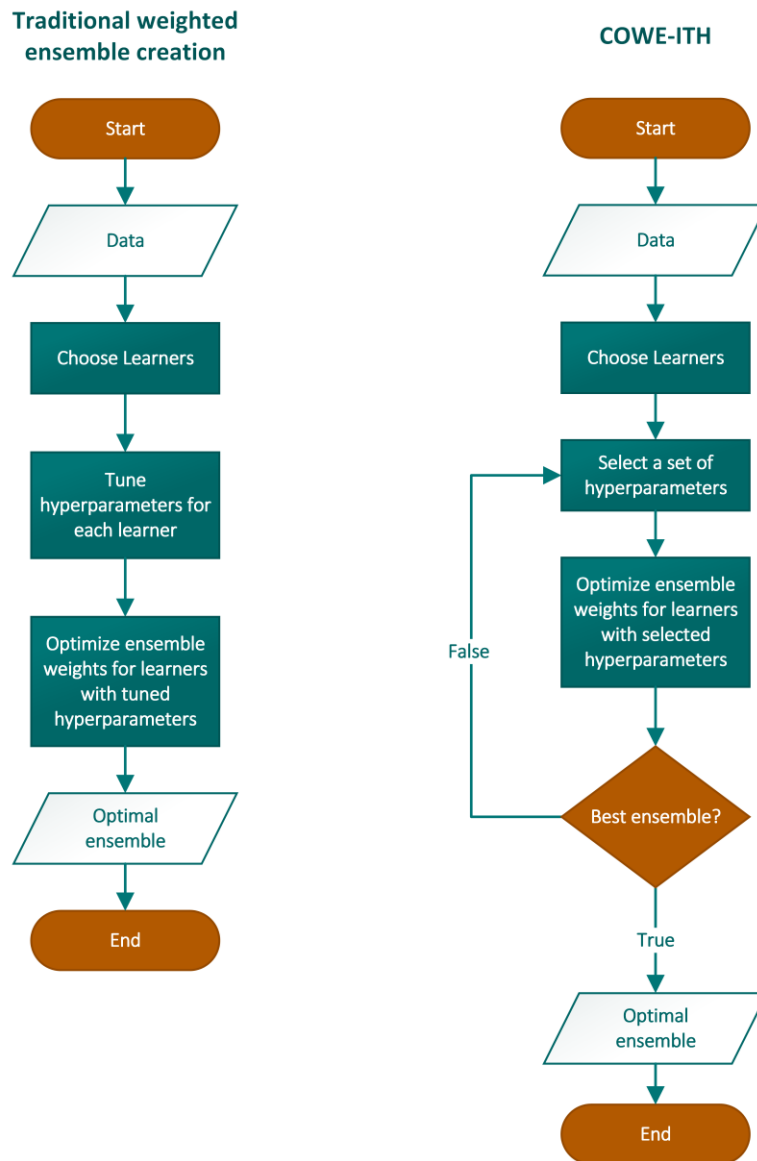 Traditional weighted
ensemble creation
Start
Data
Choose Learners
Tune
hyperparameters for
each learner
Optimize ensemble
weights for learners
with tuned
hyperparameters
Optimal
ensemble
End
COWE-ITH
Start
Data
Choose Learners
Select a set of
hyperparameters
Optimize ensemble
weights for learners
with selected
hyperparameters
False
Best ensemble?
True
Optimal
ensemble
End